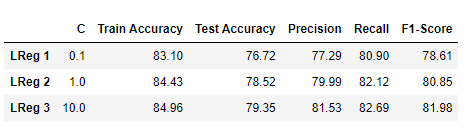 C Train Accuracy Test Accuracy Precision Recall F1-Score
LReg 1 0.1 83.10 76.72 77.29 80.90 78.61
LReg 2 1.0 84.43 78.52 79.99 82.12 80.85
LReg 3 10.0 84.96 79.35 81.53 82.69 81.98